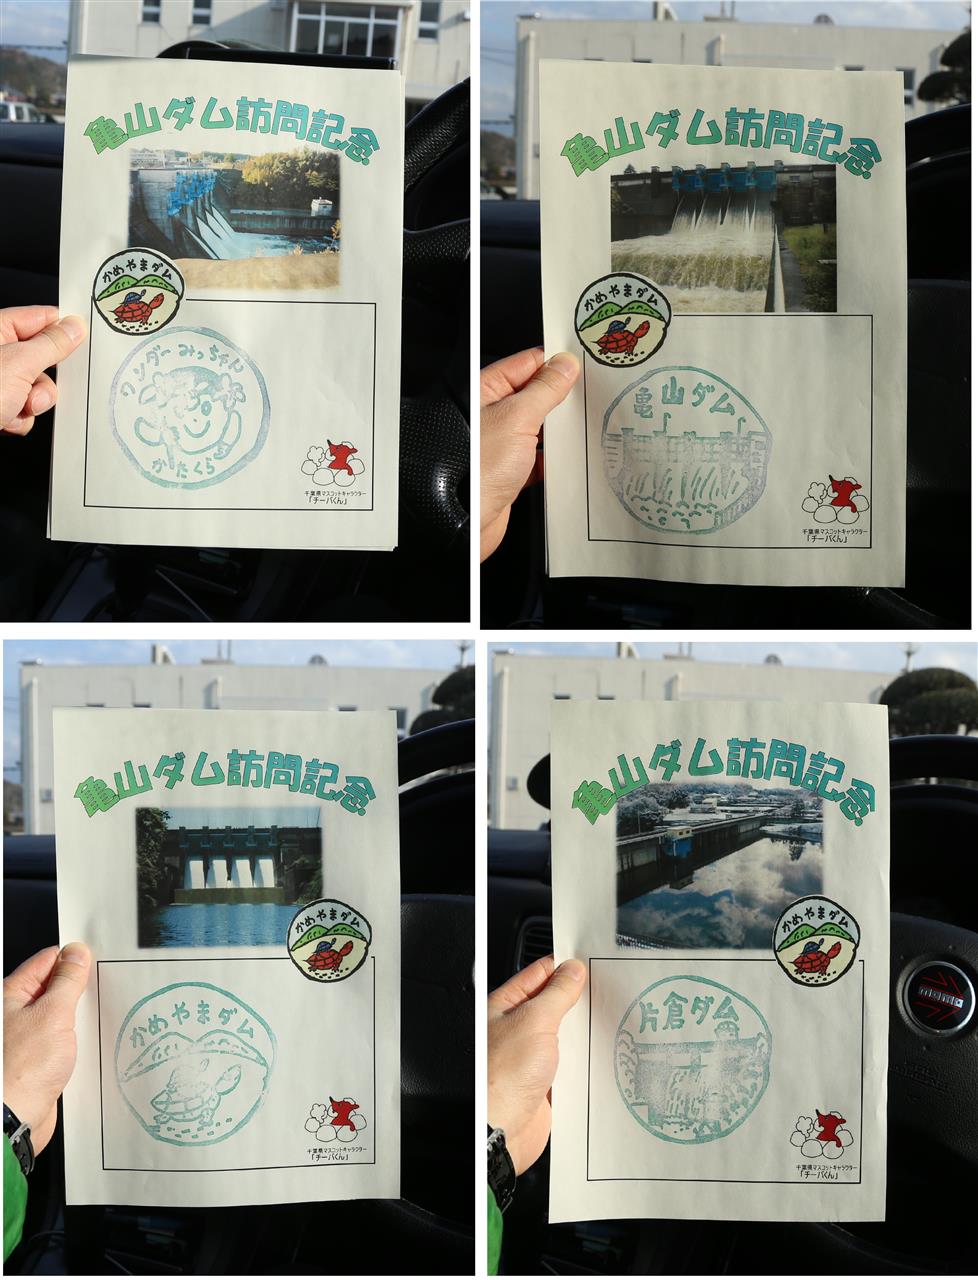 亀山ダム訪問記念
かめやまダム
ワンダーみっちゃん
かたくら
千葉県マスコットキャラクター
「チーバくん」
亀山ダム訪問記念
かめやまダム
亀山ダム
千葉県マスコットキャラクター
「チーバくん」
亀山ダム訪問記念
かめやまダム
かめやまダム
千葉県マスコットキャラクター
「チーバくん」
亀山ダム訪問記念
かめやまダム
片倉ダム
千葉県マスコットキャラクター
「チーバくん」
MOMO